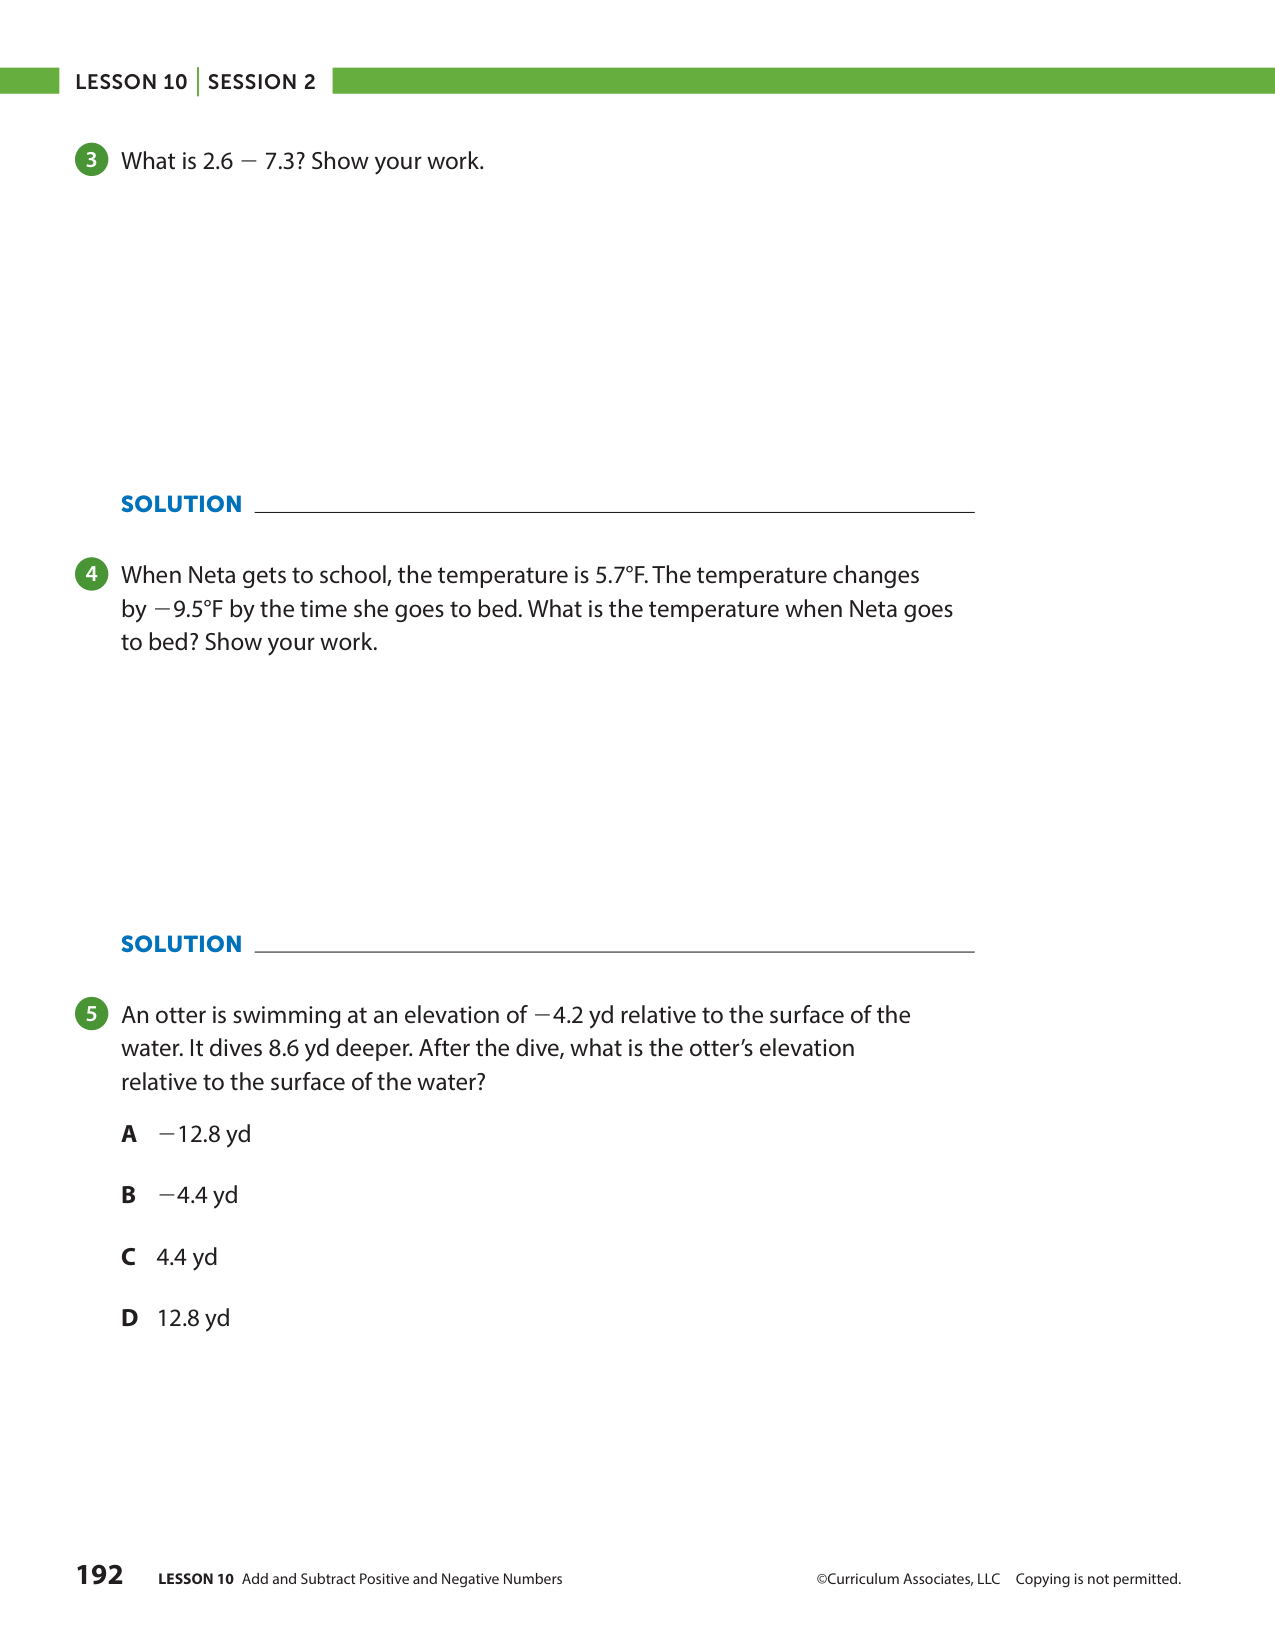 LESSON 10 | SESSION 2
3 What is 2.6 − 7.3? Show your work.
SOLUTION
4 When Neta gets to school, the temperature is 5.7°F. The temperature changes
by −9.5°F by the time she goes to bed. What is the temperature when Neta goes
to bed? Show your work.
SOLUTION
5 An otter is swimming at an elevation of −4.2 yd relative to the surface of the
water. It dives 8.6 yd deeper. After the dive, what is the otter’s elevation
relative to the surface of the water?
A −12.8 yd
B −4.4 yd
C 4.4 yd
D 12.8 yd
192 LESSON 10 Add and Subtract Positive and Negative Numbers ©Curriculum Associates, LLC Copying is not permitted.